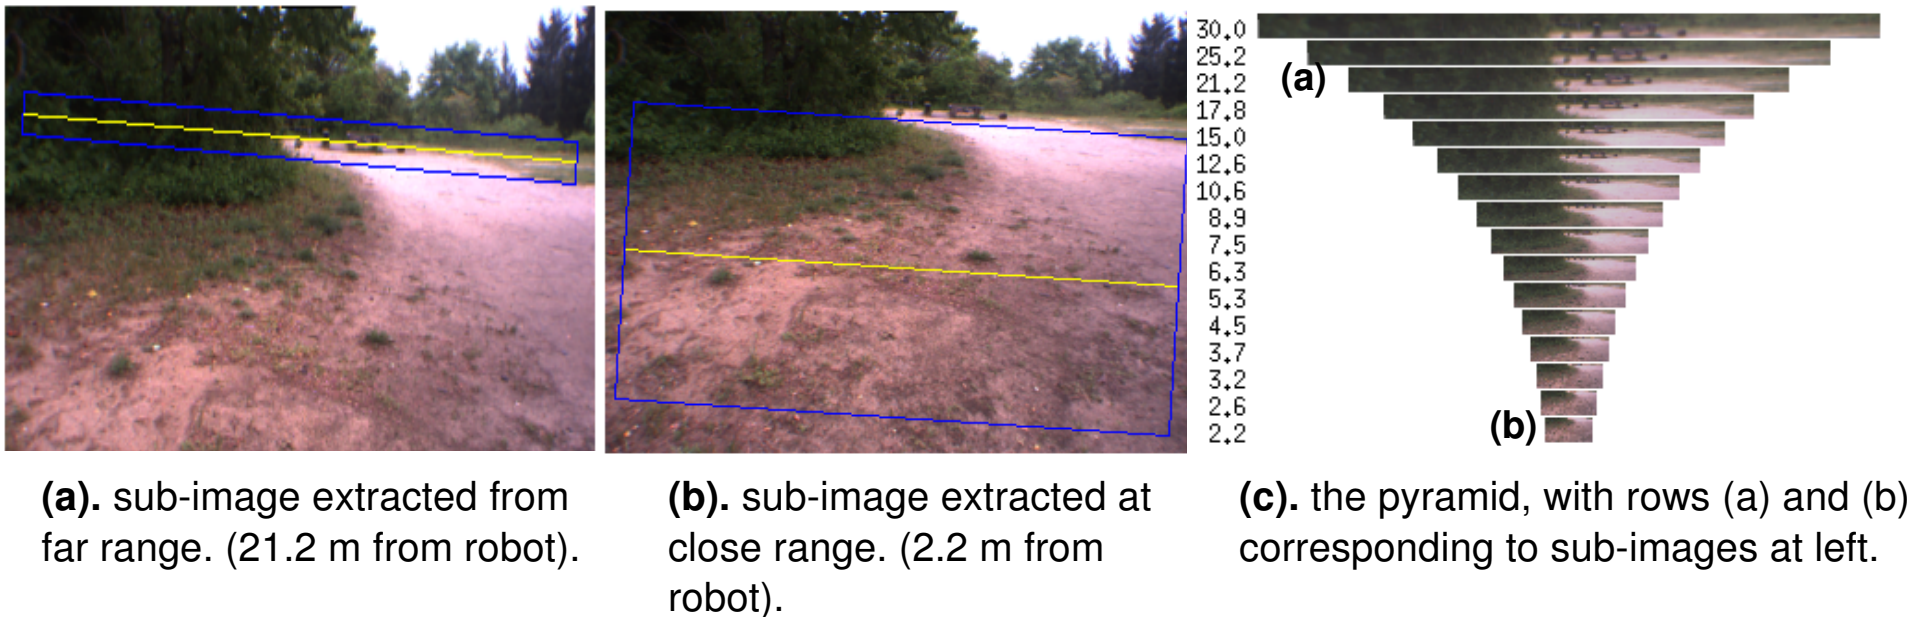 30.0
25.2
(a)
21.2
17.8
15.0
12.6
10.6
8.9
7.5
6.3
5.3
4.5
3.7
3.2
2.6
(b)
2.2
(a). sub-image extracted from
far range. (21.2 m from robot).
(b). sub-image extracted at
close range. (2.2 m from
robot).
(c). the pyramid, with rows (a) and (b)
corresponding to sub-images at left.